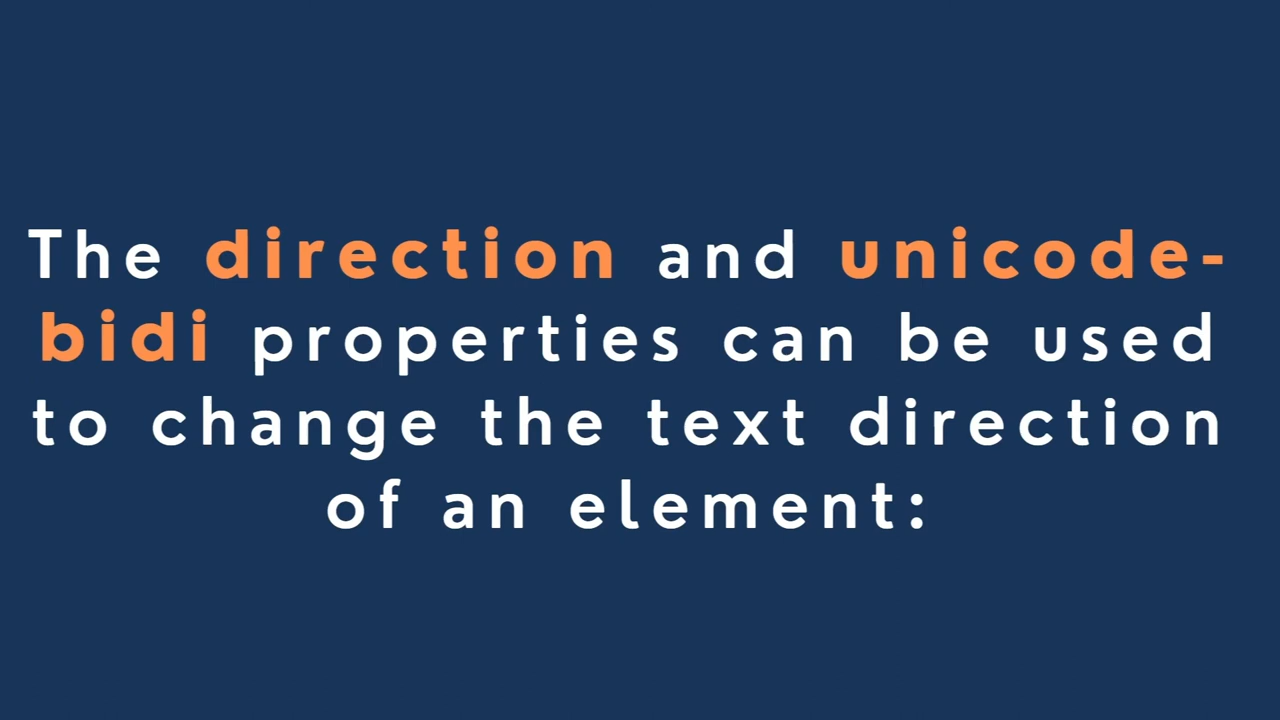 The direction and unicode-
bidi properties can be used
to change the text direction
of an element: